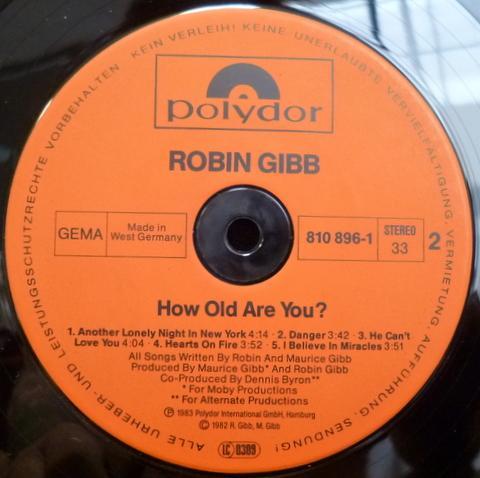 ALLE URHEBER- UND LEISTUNGSSCHUTZRECHTE VORBEHALTEN · KEIN VERLEIH! KEINE UNERLAUBTE VERVIELFÄLTIGUNG, VERMIETUNG, AUFFÜHRUNG, SENDUNG!
polydor
ROBIN GIBB
GEMA
Made in
West Germany
810 896-1
STEREO
33
2
How Old Are You?
1. Another Lonely Night In New York 4:14 · 2. Danger 3:42 · 3. He Can't
Love You 4:04 · 4. Hearts On Fire 3:52 · 5. I Believe In Miracles 3:51
All Songs Written By Robin And Maurice Gibb
Produced By Maurice Gibb* And Robin Gibb
Co-Produced By Dennis Byron**
* For Moby Productions
** For Alternate Pructions
℗ 1983 Polydor International GmbH, Hamburg
© 1982 R. Gibb, M. Gibb
LC 0309